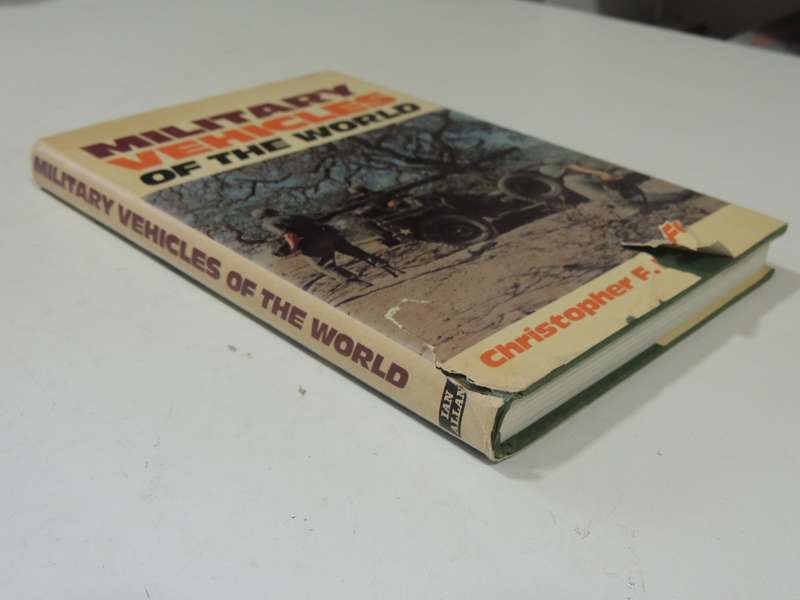 MILITARY
VEHICLES
OF THE WORLD
Christopher F.
MILITARY VEHICLES OF THE WORLD
IAN
ALLAN